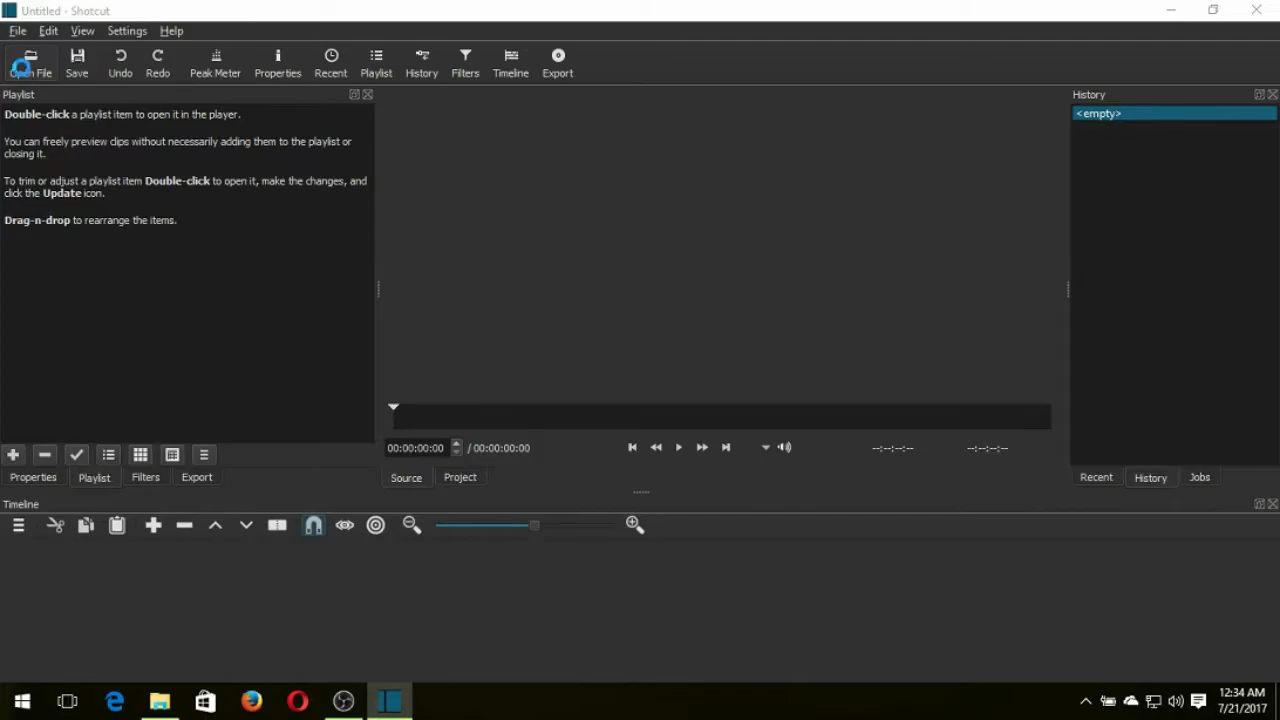 Untitled - Shotcut
File Edit View Settings Help
Open File Save Undo Redo Peak Meter Properties Recent Playlist History Filters Timeline Export
Playlist
Double-click a playlist item to open it in the player.
You can freely preview clips without necessarily adding them to the playlist or
closing it.
To trim or adjust a playlist item Double-click to open it, make the changes, and
click the Update icon.
Drag-n-drop to rearrange the items.
History
<empty>
00:00:00:00 / 00:00:00:00 --:--:--:-- --:--:--:--
Properties Playlist Filters Export
Source Project
Recent History Jobs
Timeline
12:34 AM
7/21/2017